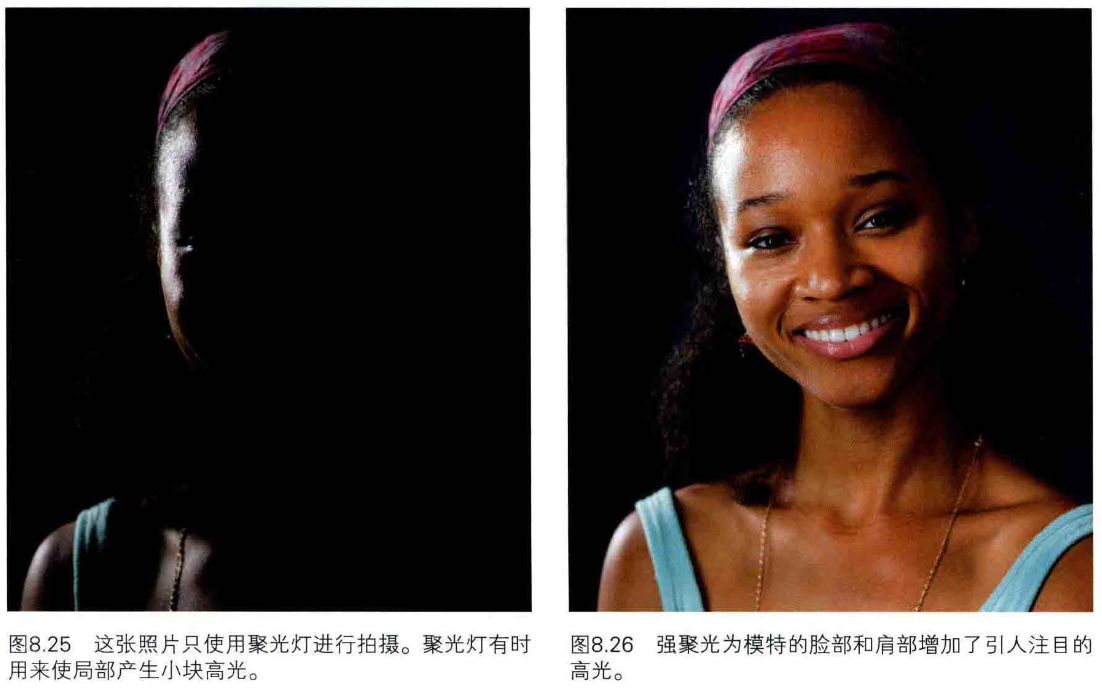 图8.25 这张照片只使用聚光灯进行拍摄。聚光灯有时
用来使局部产生小块高光。
图8.26 强聚光为模特的脸部和肩部增加了引人注目的
高光。